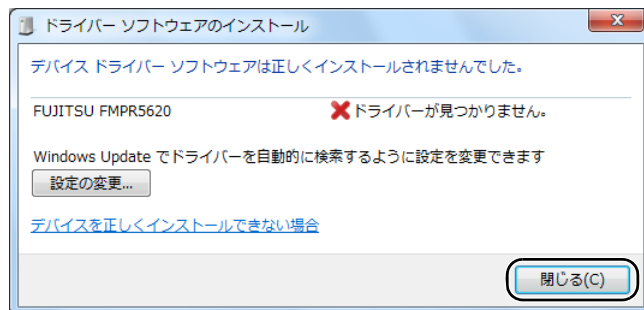 ドライバー ソフトウェアのインストール
デバイス ドライバー ソフトウェアは正しくインストールされませんでした。
FUJITSU FMPR5620 ドライバーが見つかりません。
Windows Update でドライバーを自動的に検索するように設定を変更できます
設定の変更...
デバイスを正しくインストールできない場合
閉じる(C)